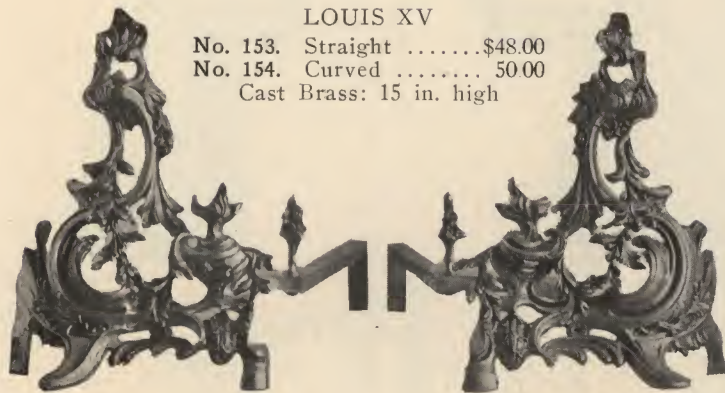 LOUIS XV
No. 153. Straight .......$48.00
No. 154. Curved ........ 50.00
Cast Brass: 15 in. high